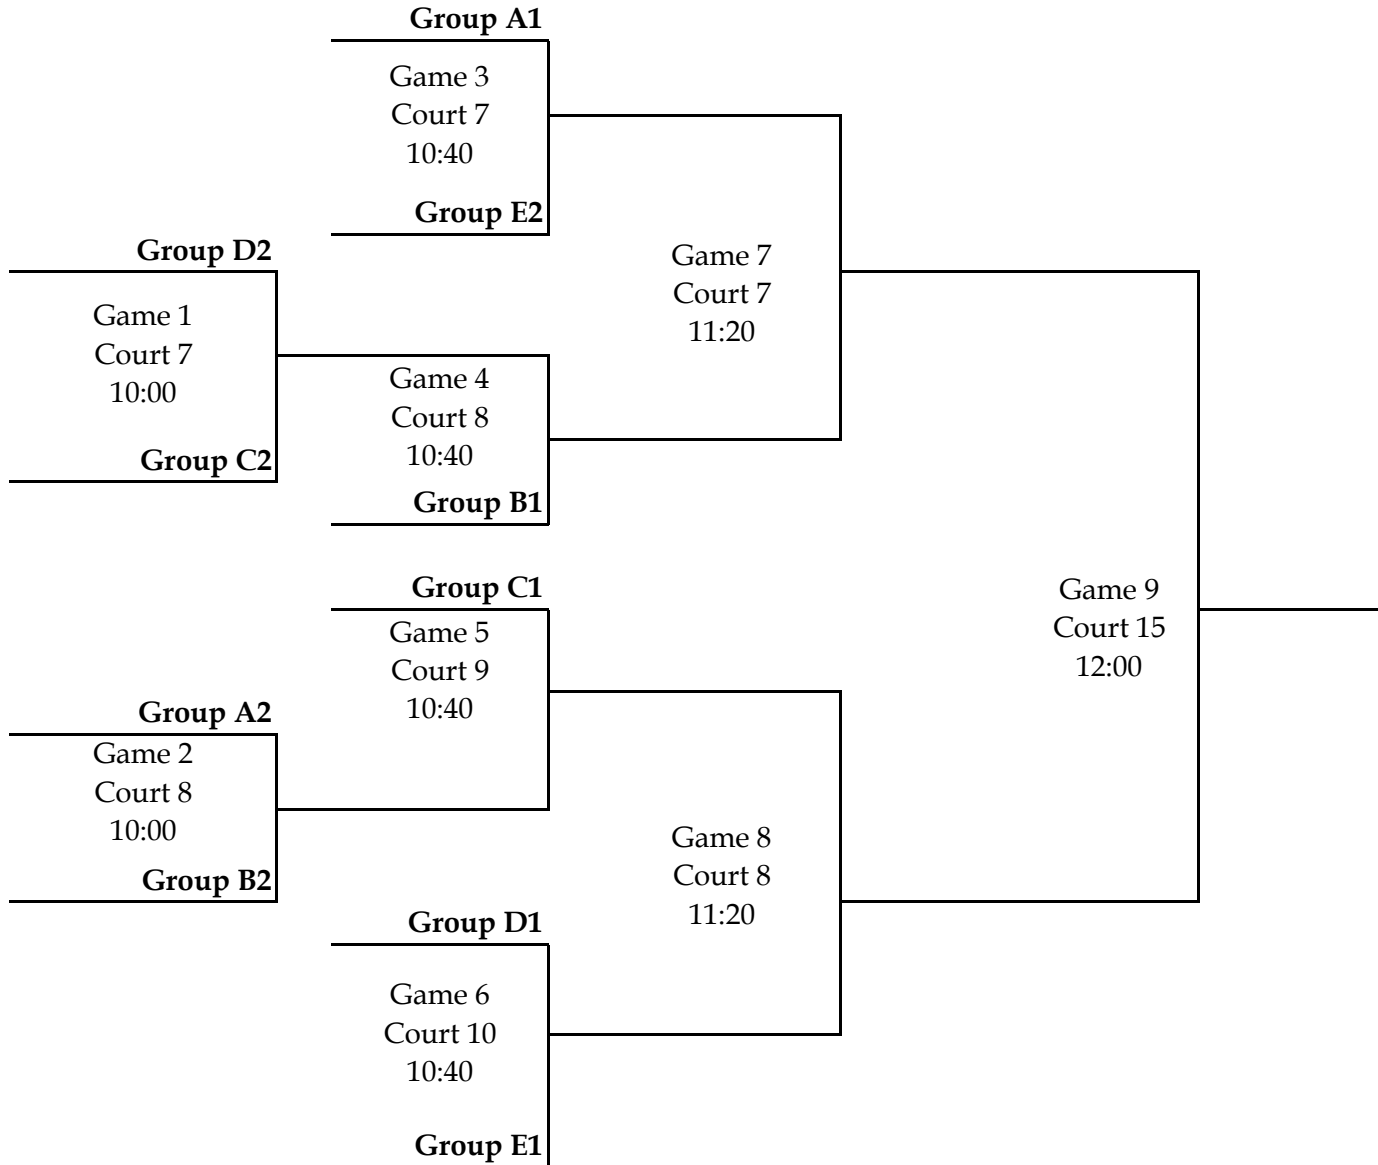 Group A1
Game 3
Court 7
10:40
Group E2
Group D2
Game 1
Court 7
10:00
Group C2
Game 7
Court 7
11:20
Game 4
Court 8
10:40
Group B1
Group C1
Game 5
Court 9
10:40
Game 9
Court 15
12:00
Group A2
Game 2
Court 8
10:00
Group B2
Game 8
Court 8
11:20
Group D1
Game 6
Court 10
10:40
Group E1